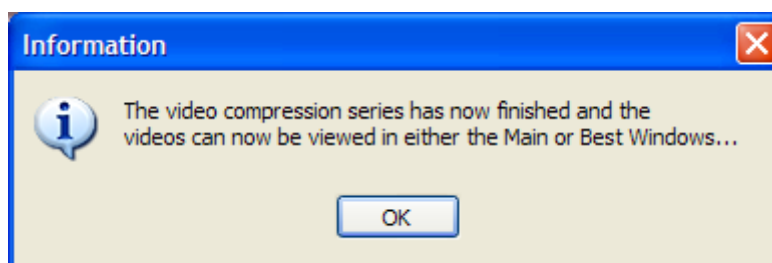 Information
The video compression series has now finished and the
videos can now be viewed in either the Main or Best Windows...
OK